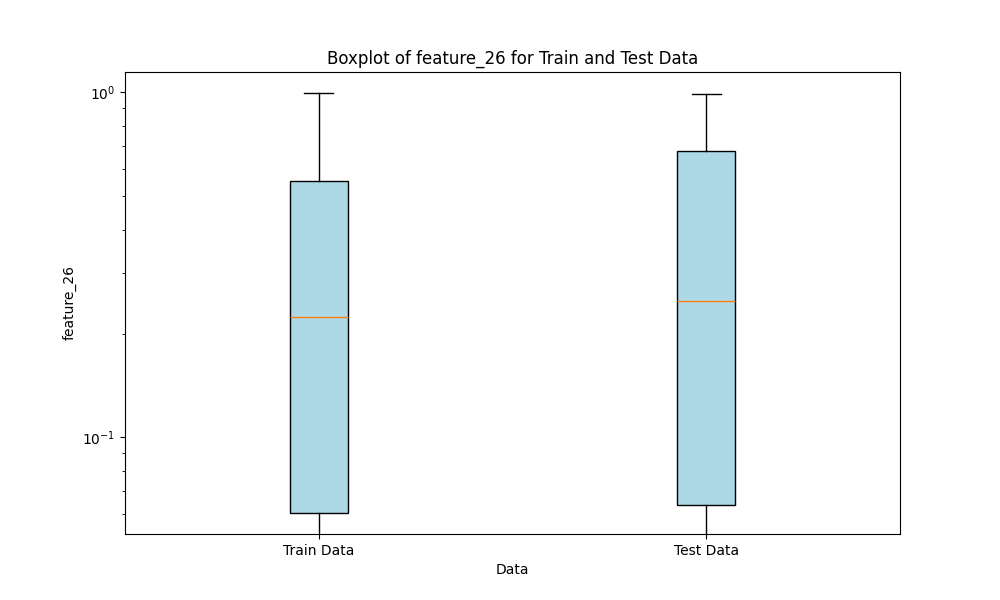 Boxplot of feature_26 for Train and Test Data
10⁰
10⁻¹
feature_26
Train Data
Test Data
Data